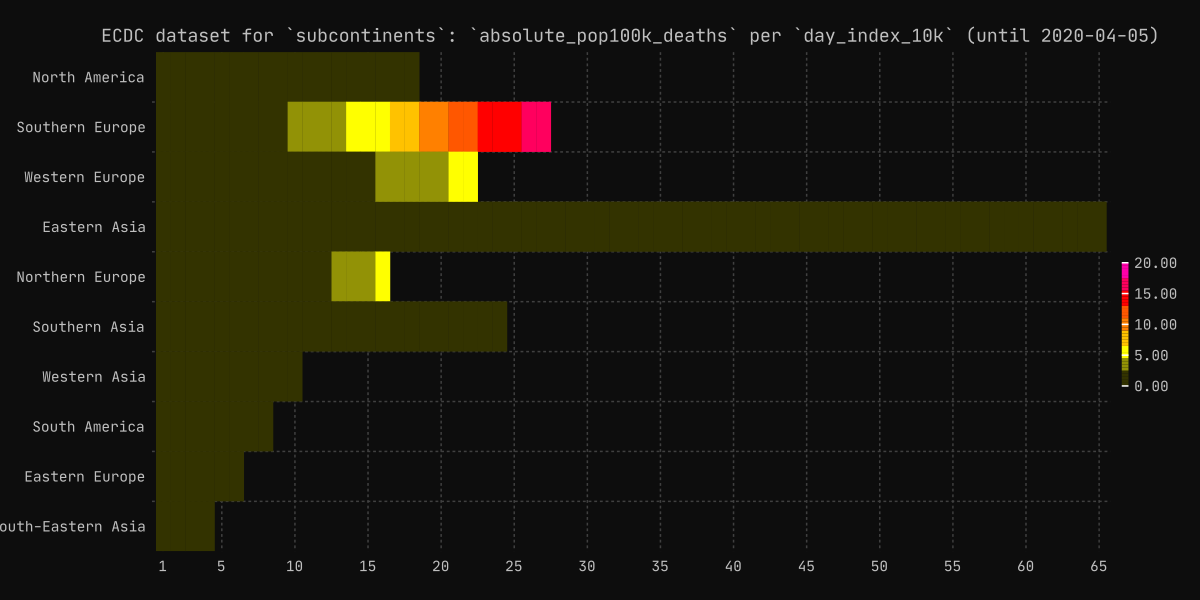 ECDC dataset for `subcontinents`: `absolute_pop100k_deaths` per `day_index_10k` (until 2020-04-05)
North America
Southern Europe
Western Europe
Eastern Asia
Northern Europe
Southern Asia
Western Asia
South America
Eastern Europe
outh-Eastern Asia
20.00
15.00
10.00
5.00
0.00
1 5 10 15 20 25 30 35 40 45 50 55 60 65